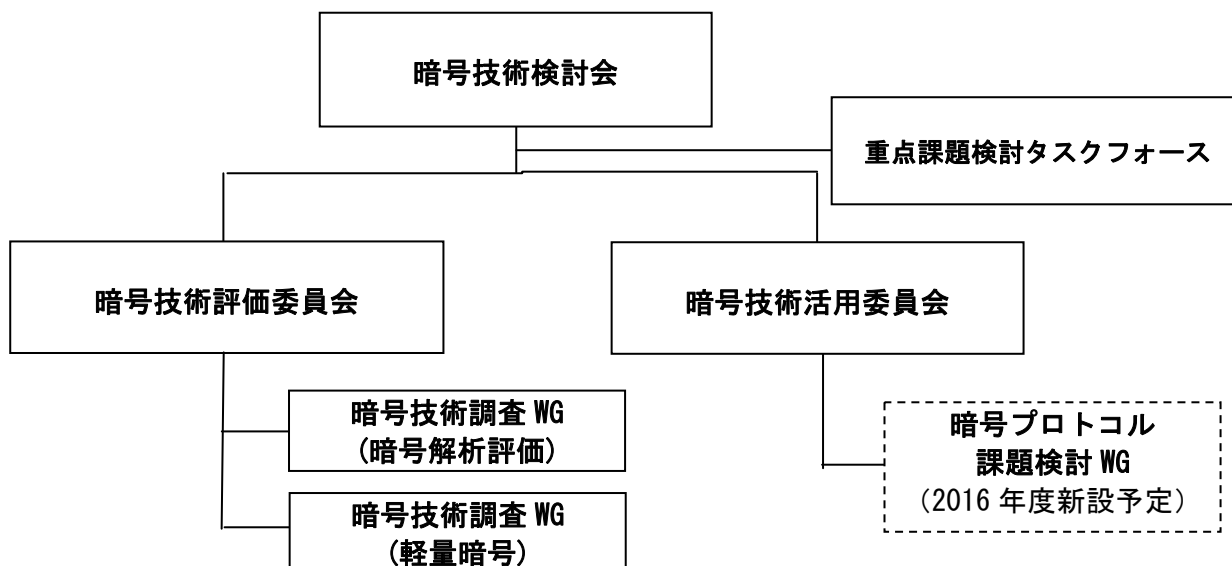 暗号技術検討会
重点課題検討タスクフォース
暗号技術評価委員会
暗号技術活用委員会
暗号技術調査 WG
(暗号解析評価)
暗号技術調査 WG
(軽量暗号)
暗号プロトコル
課題検討 WG
(2016 年度新設予定)